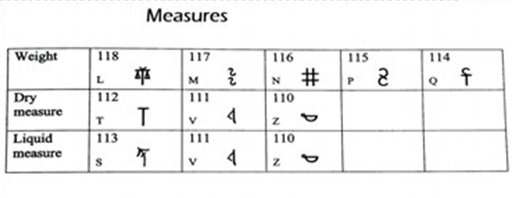 Measures
Weight 118 117 116 115 114
L 𐄷 M 𐄸 N 𐄹 P 𐄺 Q 𐄻
Dry 112 111 110
measure T 𐄼 V 𐄾 Z 𐄿
Liquid 113 111 110
measure S 𐄽 V 𐄾 Z 𐄿